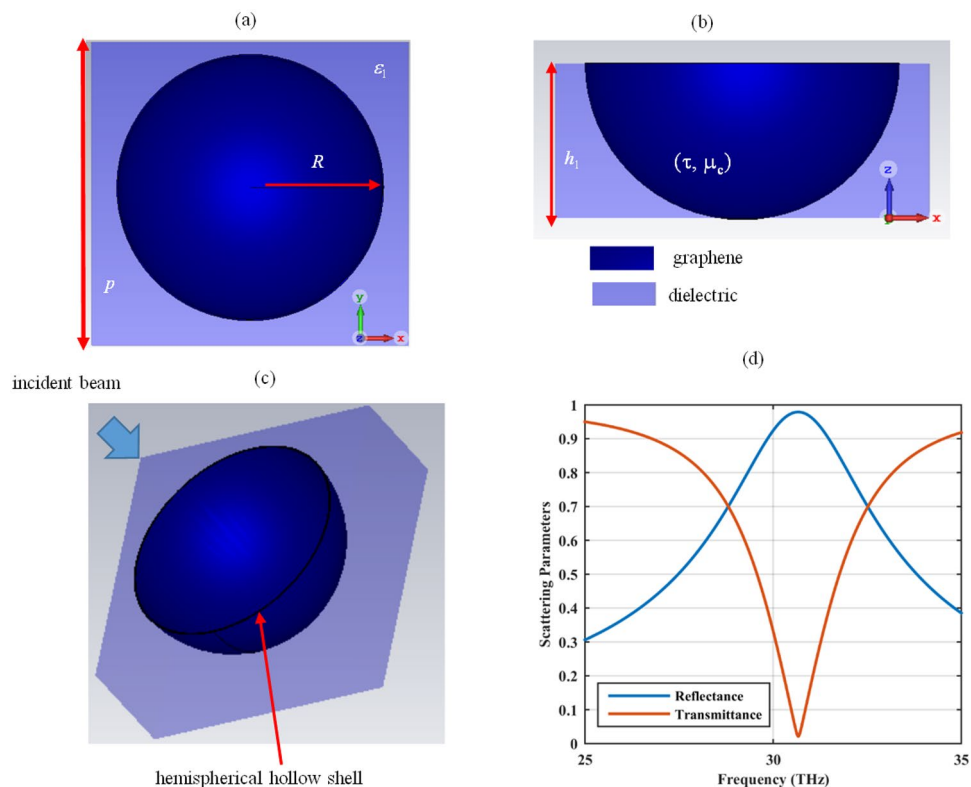 (a)
ε1
R
p
y
z
x
(b)
h1
(τ, μc)
z
x
graphene
dielectric
incident beam
(c)
hemispherical hollow shell
(d)
1
0.9
0.8
0.7
0.6
0.5
0.4
0.3
0.2
0.1
0
Scattering Parameters
Reflectance
Transmittance
25
30
35
Frequency (THz)